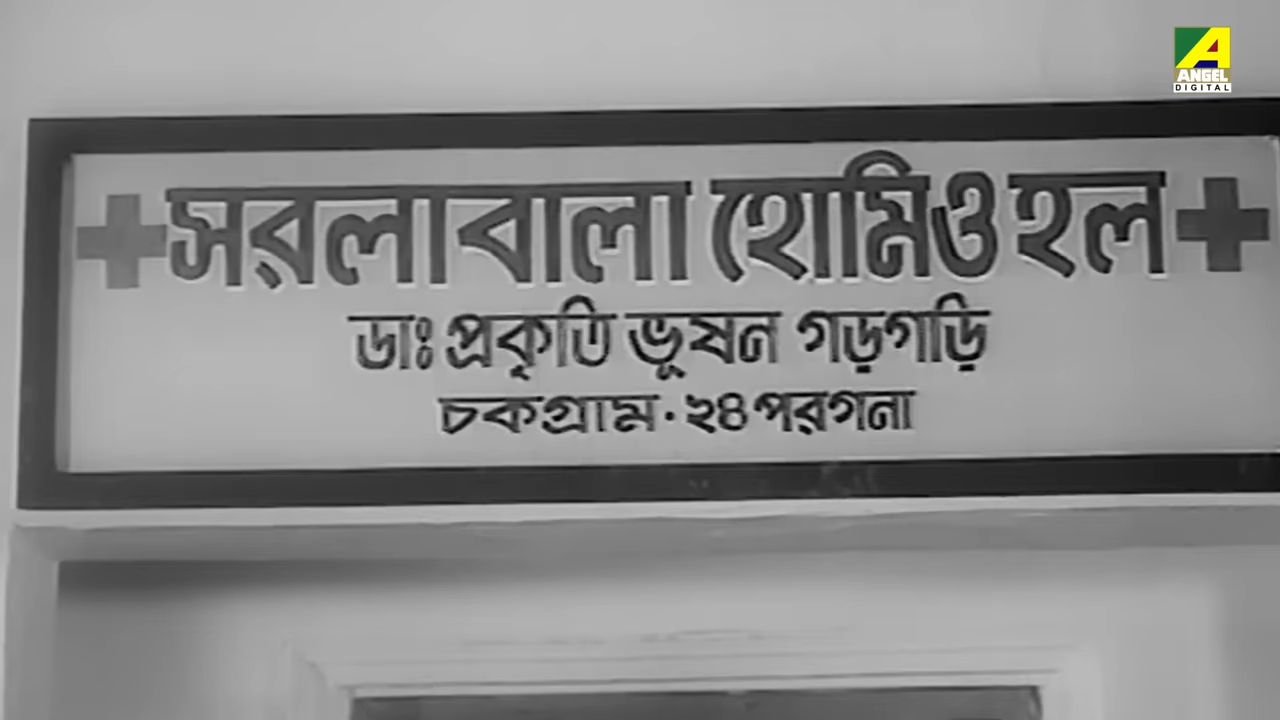 ANGEL
DIGITAL
সরলাবালা হোমিও হল
ডাঃ প্রকৃতি ভূষন গড়গড়ি
চকগ্রাম · ২৪ পরগনা